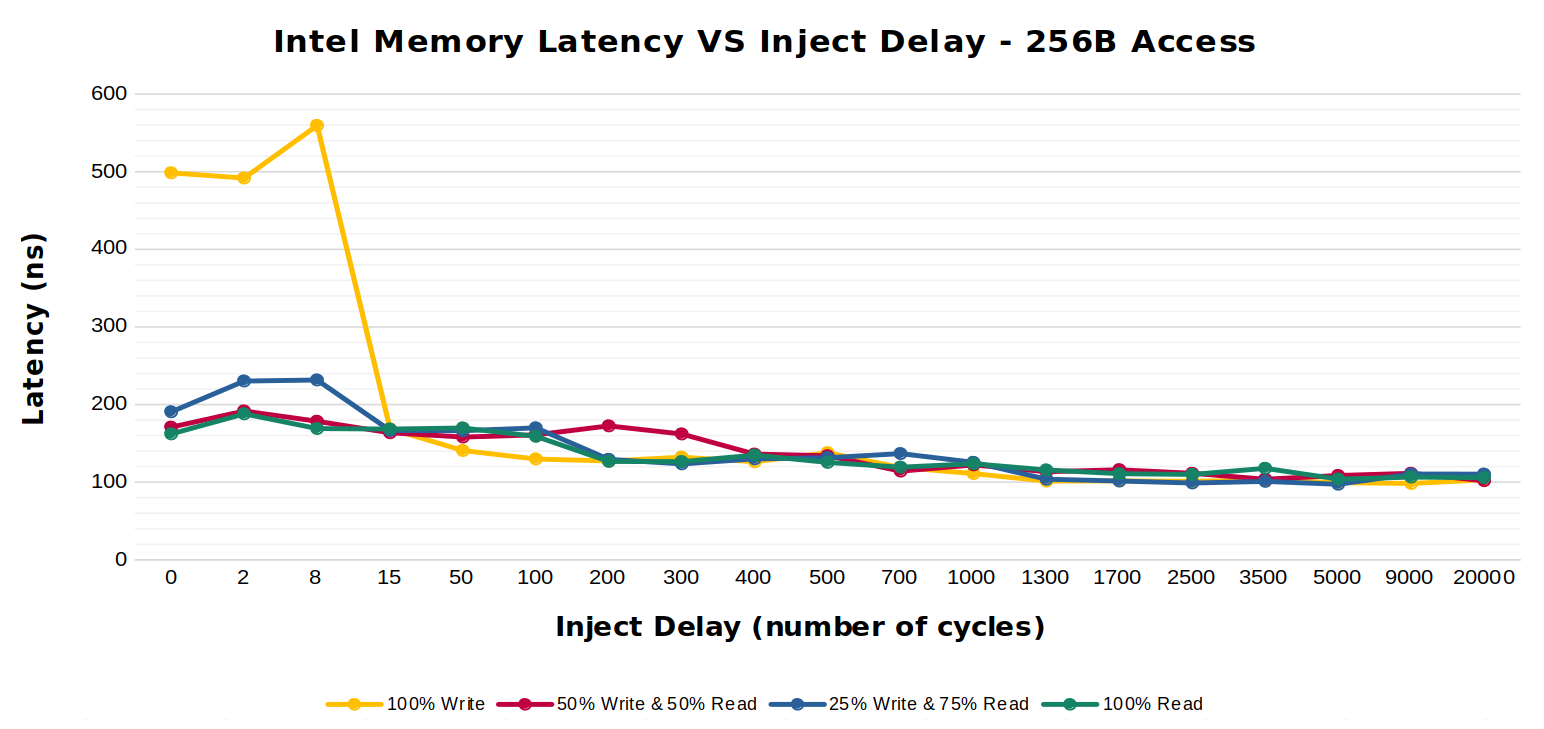 Intel Memory Latency VS Inject Delay - 256B Access
600
500
400
300
200
100
0
Latency (ns)
0 2 8 15 50 100 200 300 400 500 700 1000 1300 1700 2500 3500 5000 9000 20000
Inject Delay (number of cycles)
100% Write 50% Write & 50% Read 25% Write & 75% Read 100% Read